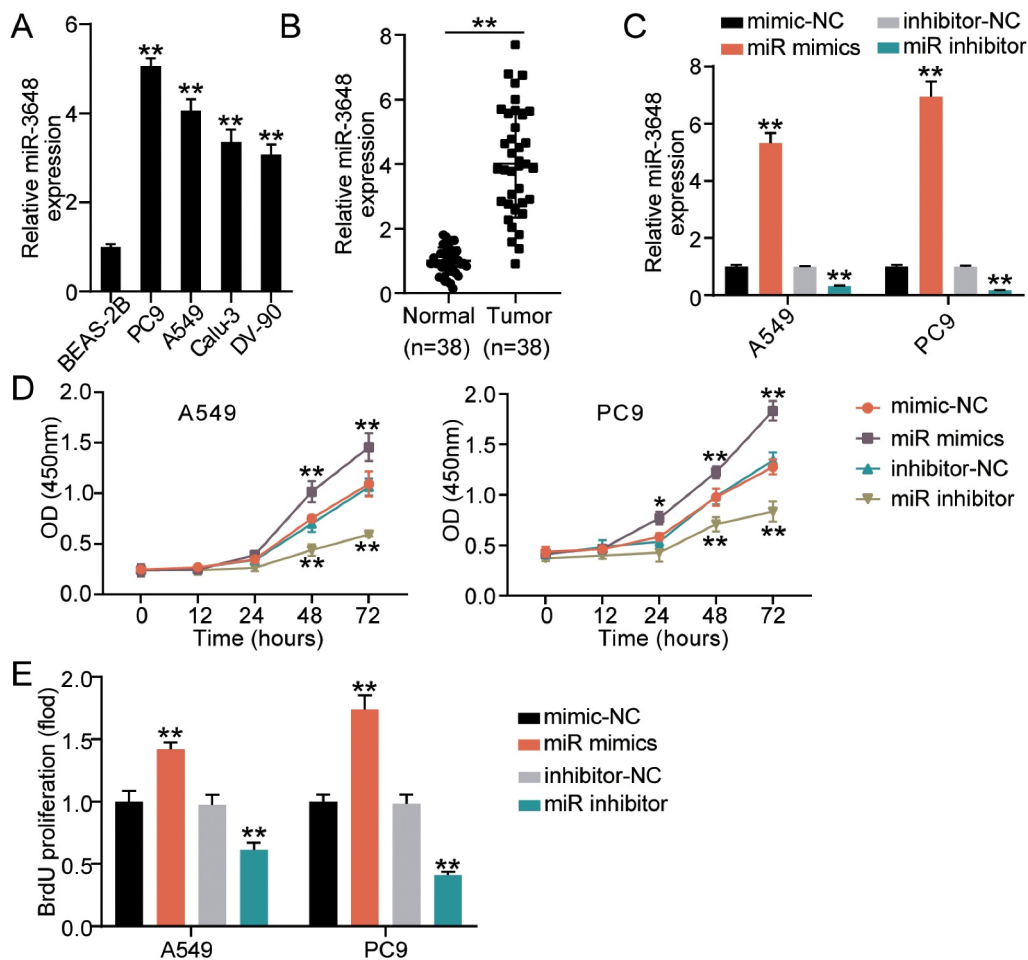 A
Relative miR-3648
expression
6
4
2
0
**
**
**
**
BEAS-2B
PC9
A549
Calu-3
DV-90
B
Relative miR-3648
expression
8
6
4
2
0
**
Normal
(n=38)
Tumor
(n=38)
C
mimic-NC
miR mimics
inhibitor-NC
miR inhibitor
Relative miR-3648
expression
8
6
4
2
0
**
**
**
**
A549
PC9
D
A549
OD (450nm)
2.0
1.5
1.0
0.5
0.0
**
**
**
**
0 12 24 48 72
Time (hours)
PC9
OD (450nm)
2.0
1.5
1.0
0.5
0.0
*
**
**
**
**
0 12 24 48 72
Time (hours)
mimic-NC
miR mimics
inhibitor-NC
miR inhibitor
E
BrdU proliferation (flod)
2.0
1.5
1.0
0.5
0.0
**
**
**
**
A549
PC9
mimic-NC
miR mimics
inhibitor-NC
miR inhibitor